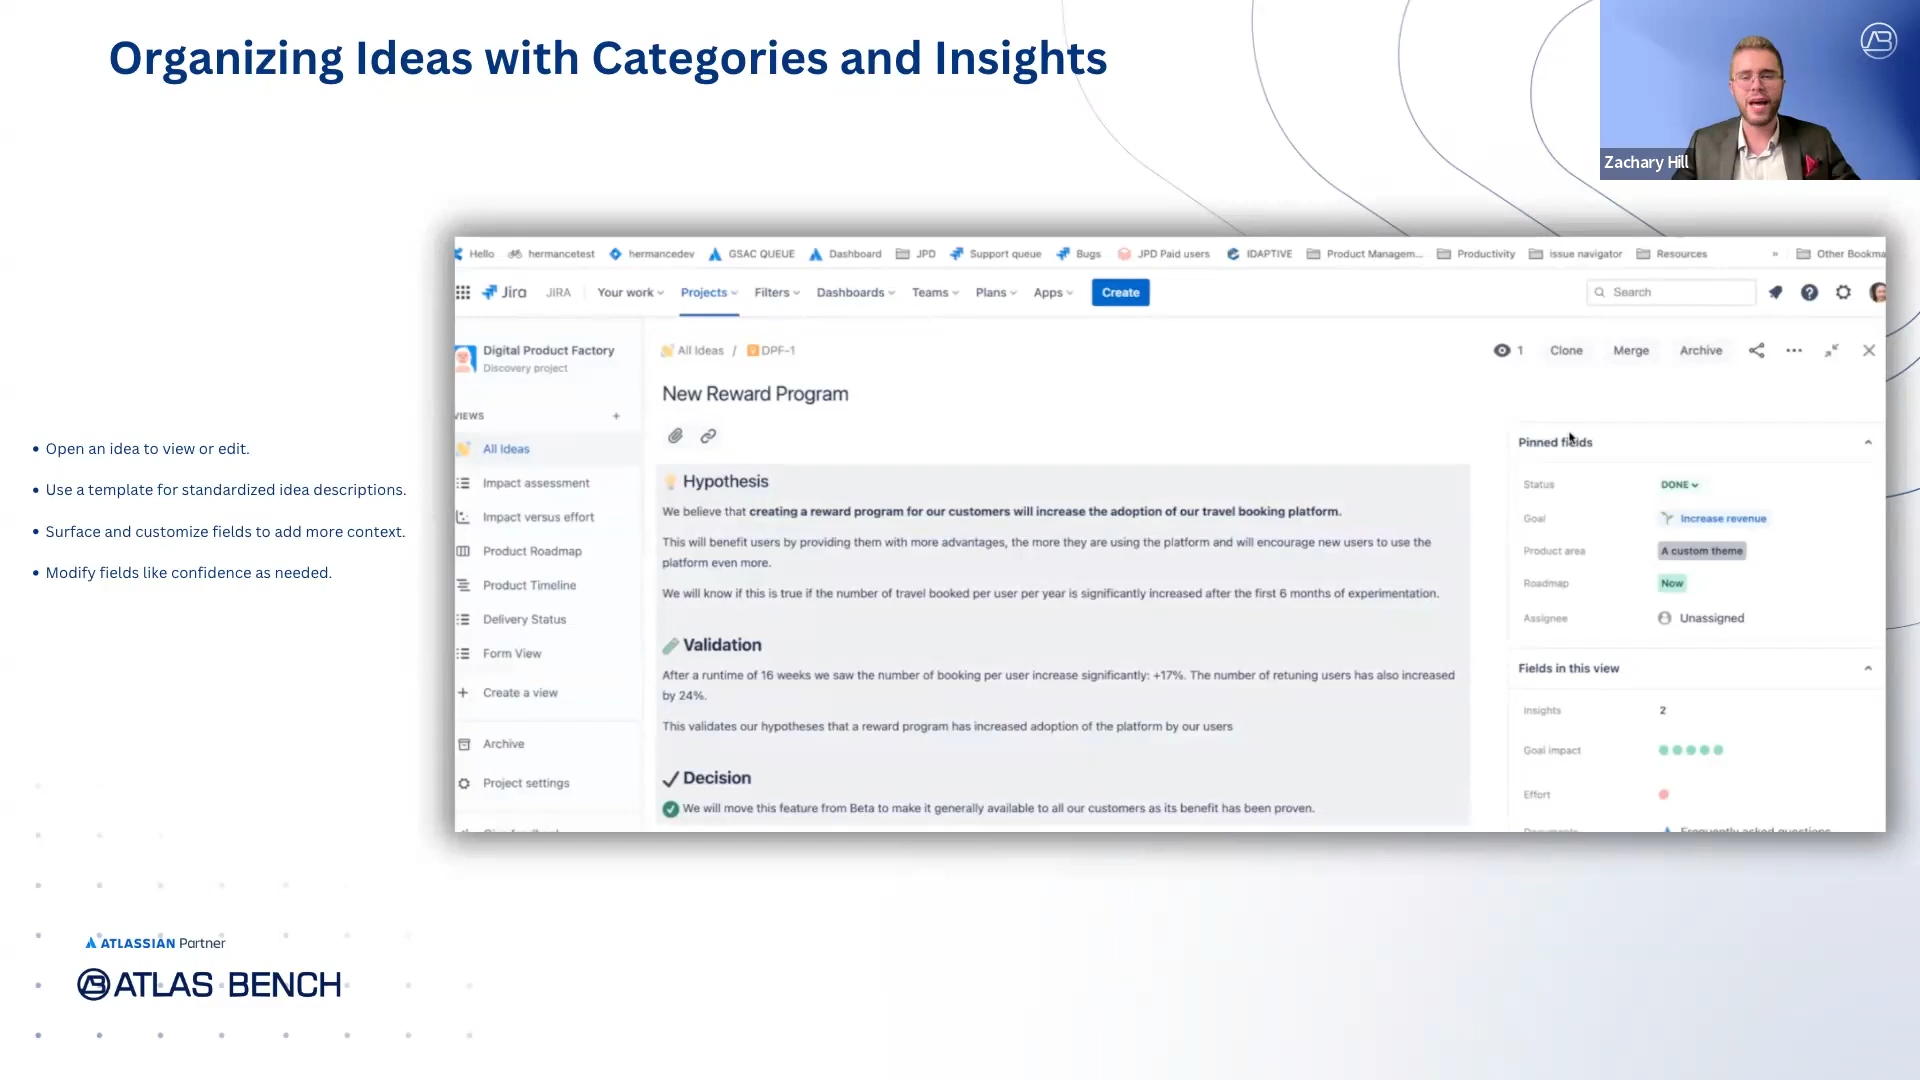 Organizing Ideas with Categories and Insights
Zachary Hill
Hello hermancetest hermancedev GSAC QUEUE Dashboard JPD Support queue Bugs JPD Paid users IDAPTIVE Product Managem... Productivity issue navigator Resources » Other Bookma
Jira JIRA Your work Projects Filters Dashboards Teams Plans Apps Create Search
Digital Product Factory
Discovery project
VIEWS
All Ideas
Impact assessment
Impact versus effort
Product Roadmap
Product Timeline
Delivery Status
Form View
Create a view
Archive
Project settings
All Ideas / DPF-1
1 Clone Merge Archive
New Reward Program
Hypothesis
We believe that creating a reward program for our customers will increase the adoption of our travel booking platform.
This will benefit users by providing them with more advantages, the more they are using the platform and will encourage new users to use the
platform even more.
We will know if this is true if the number of travel booked per user per year is significantly increased after the first 6 months of experimentation.
Validation
After a runtime of 16 weeks we saw the number of booking per user increase significantly: +17%. The number of retuning users has also increased
by 24%.
This validates our hypotheses that a reward program has increased adoption of the platform by our users
Decision
We will move this feature from Beta to make it generally available to all our customers as its benefit has been proven.
Pinned fields
Status DONE
Goal Increase revenue
Product area A custom theme
Roadmap Now
Assignee Unassigned
Fields in this view
Insights 2
Goal impact
Effort
Documents Frequently asked questions
• Open an idea to view or edit.
• Use a template for standardized idea descriptions.
• Surface and customize fields to add more context.
• Modify fields like confidence as needed.
ATLASSIAN Partner
ATLAS BENCH